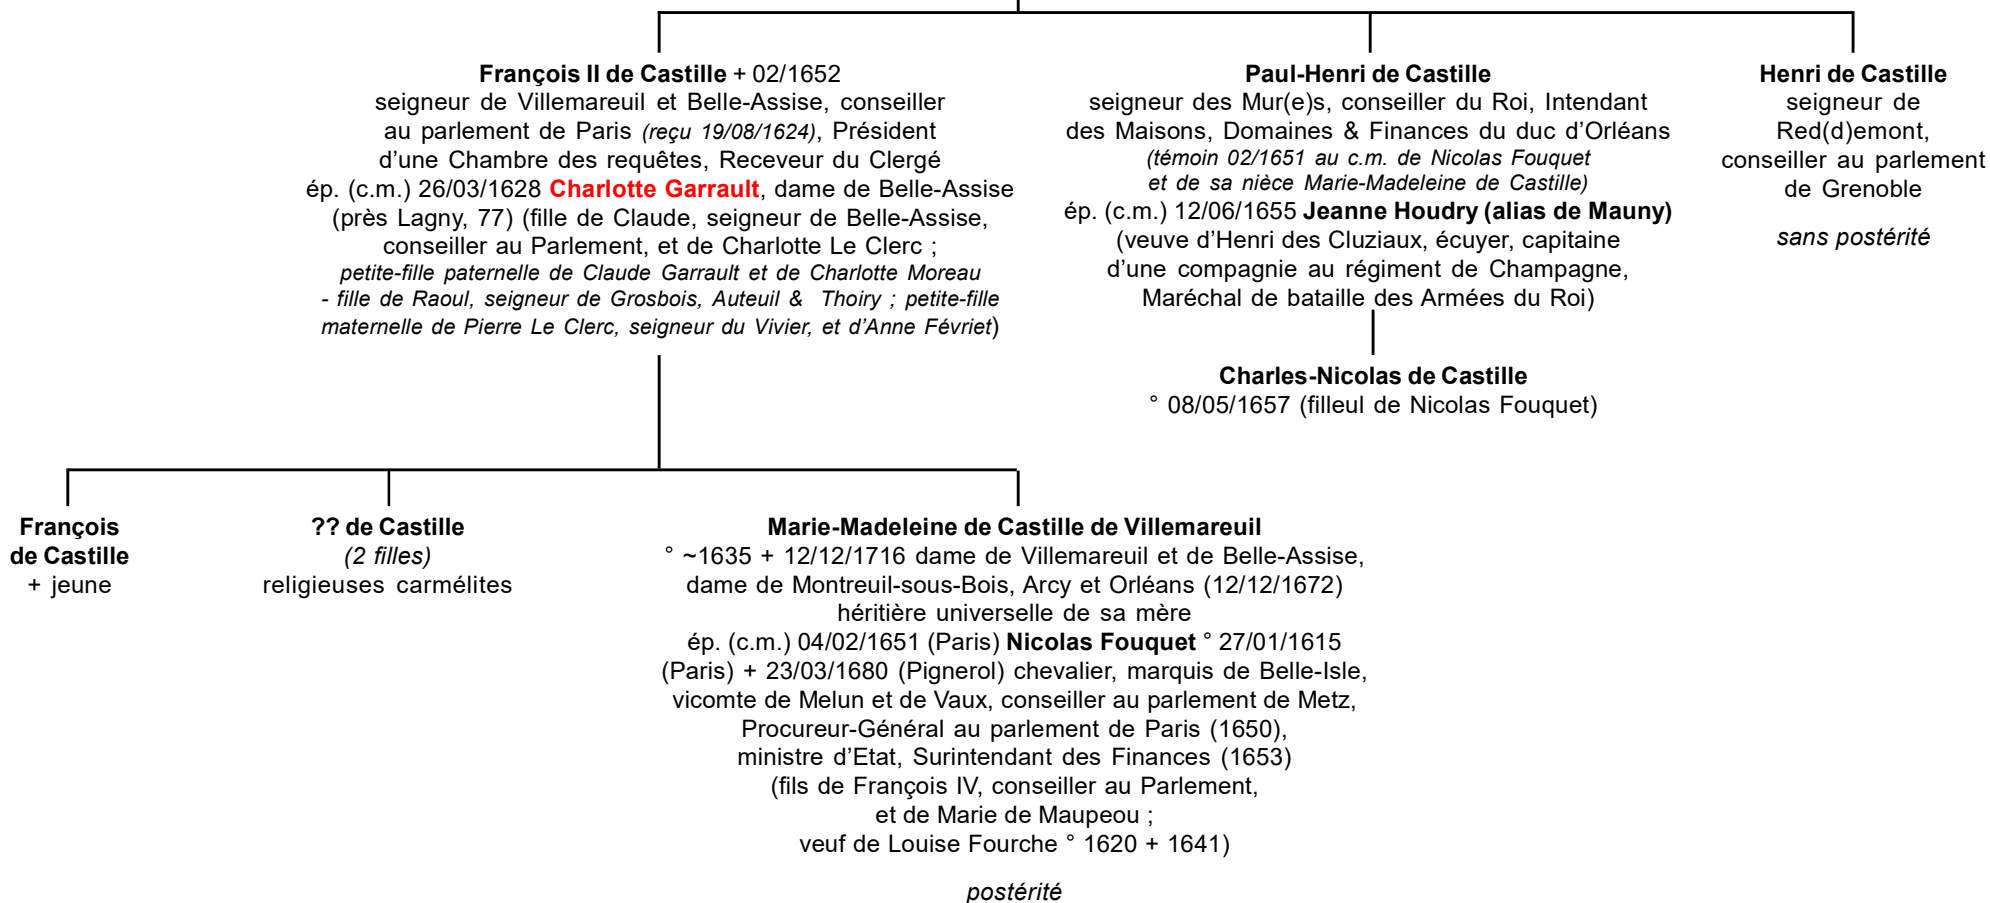 François II de Castille + 02/1652
seigneur de Villemareuil et Belle-Assise, conseiller
au parlement de Paris (reçu 19/08/1624), Président
d'une Chambre des requêtes, Receveur du Clergé
ép. (c.m.) 26/03/1628 Charlotte Garrault, dame de Belle-Assise
(près Lagny, 77) (fille de Claude, seigneur de Belle-Assise,
conseiller au Parlement, et de Charlotte Le Clerc ;
petite-fille paternelle de Claude Garrault et de Charlotte Moreau
- fille de Raoul, seigneur de Grosbois, Auteuil & Thoiry ; petite-fille
maternelle de Pierre Le Clerc, seigneur du Vivier, et d'Anne Févriet)
Paul-Henri de Castille
seigneur des Mur(e)s, conseiller du Roi, Intendant
des Maisons, Domaines & Finances du duc d'Orléans
(témoin 02/1651 au c.m. de Nicolas Fouquet
et de sa nièce Marie-Madeleine de Castille)
ép. (c.m.) 12/06/1655 Jeanne Houdry (alias de Mauny)
(veuve d'Henri des Cluziaux, écuyer, capitaine
d'une compagnie au régiment de Champagne,
Maréchal de bataille des Armées du Roi)
Henri de Castille
seigneur de
Red(d)emont,
conseiller au parlement
de Grenoble
sans postérité
Charles-Nicolas de Castille
° 08/05/1657 (filleul de Nicolas Fouquet)
François
de Castille
+ jeune
?? de Castille
(2 filles)
religieuses carmélites
Marie-Madeleine de Castille de Villemareuil
° ~1635 + 12/12/1716 dame de Villemareuil et de Belle-Assise,
dame de Montreuil-sous-Bois, Arcy et Orléans (12/12/1672)
héritière universelle de sa mère
ép. (c.m.) 04/02/1651 (Paris) Nicolas Fouquet ° 27/01/1615
(Paris) + 23/03/1680 (Pignerol) chevalier, marquis de Belle-Isle,
vicomte de Melun et de Vaux, conseiller au parlement de Metz,
Procureur-Général au parlement de Paris (1650),
ministre d'Etat, Surintendant des Finances (1653)
(fils de François IV, conseiller au Parlement,
et de Marie de Maupeou ;
veuf de Louise Fourche ° 1620 + 1641)
postérité